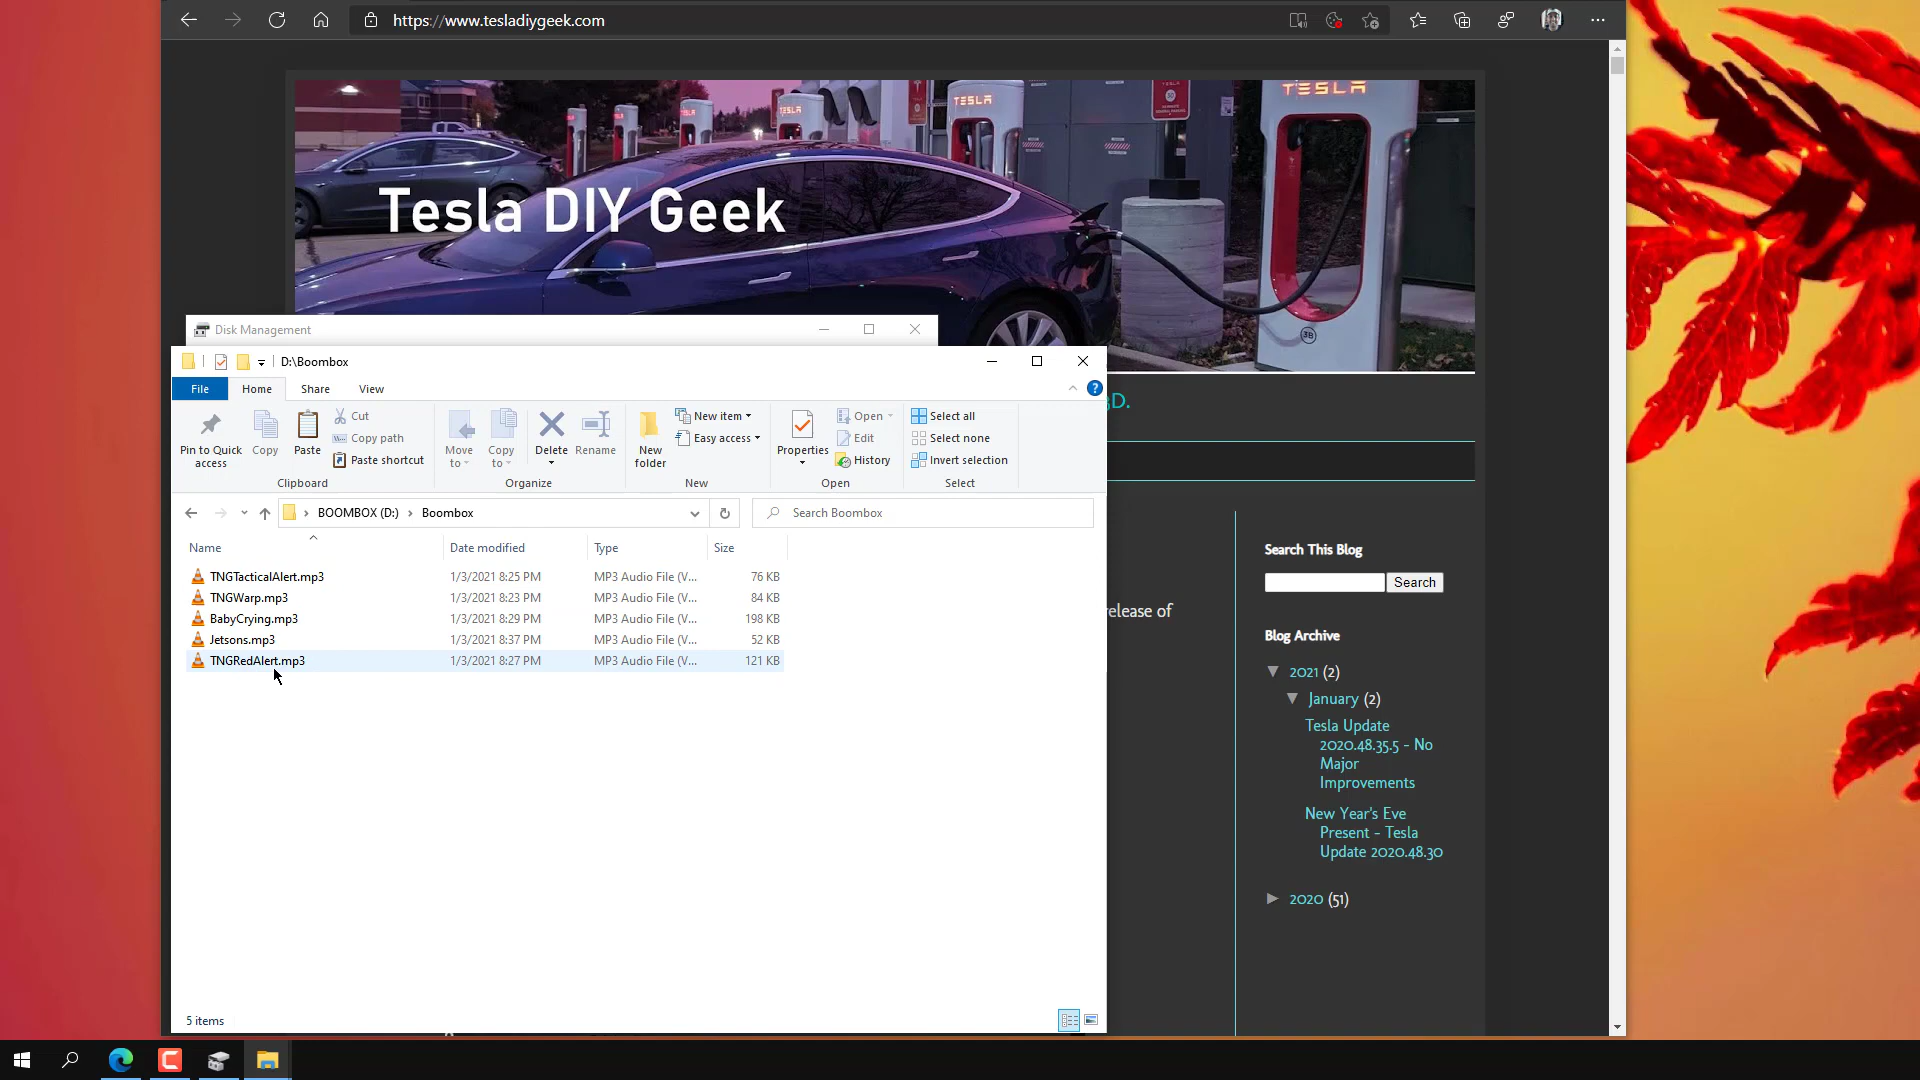 https://www.tesladiygeek.com
TESLA
TESLA
TESLA
Tesla DIY Geek
3B
3D.
elease of
Search This Blog
Search
Blog Archive
▼ 2021 (2)
▼ January (2)
Tesla Update
2020.48.35.5 - No
Major
Improvements
New Year's Eve
Present - Tesla
Update 2020.48.30
► 2020 (51)
Disk Management
D:\Boombox
File Home Share View
Pin to Quick access
Copy
Paste
Cut
Copy path
Paste shortcut
Clipboard
Move to
Copy to
Delete
Rename
Organize
New folder
New item
Easy access
New
Properties
Open
Edit
History
Open
Select all
Select none
Invert selection
Select
BOOMBOX (D:) › Boombox
Search Boombox
Name Date modified Type Size
TNGTacticalAlert.mp3 1/3/2021 8:25 PM MP3 Audio File (V... 76 KB
TNGWarp.mp3 1/3/2021 8:23 PM MP3 Audio File (V... 84 KB
BabyCrying.mp3 1/3/2021 8:29 PM MP3 Audio File (V... 198 KB
Jetsons.mp3 1/3/2021 8:37 PM MP3 Audio File (V... 52 KB
TNGRedAlert.mp3 1/3/2021 8:27 PM MP3 Audio File (V... 121 KB
5 items